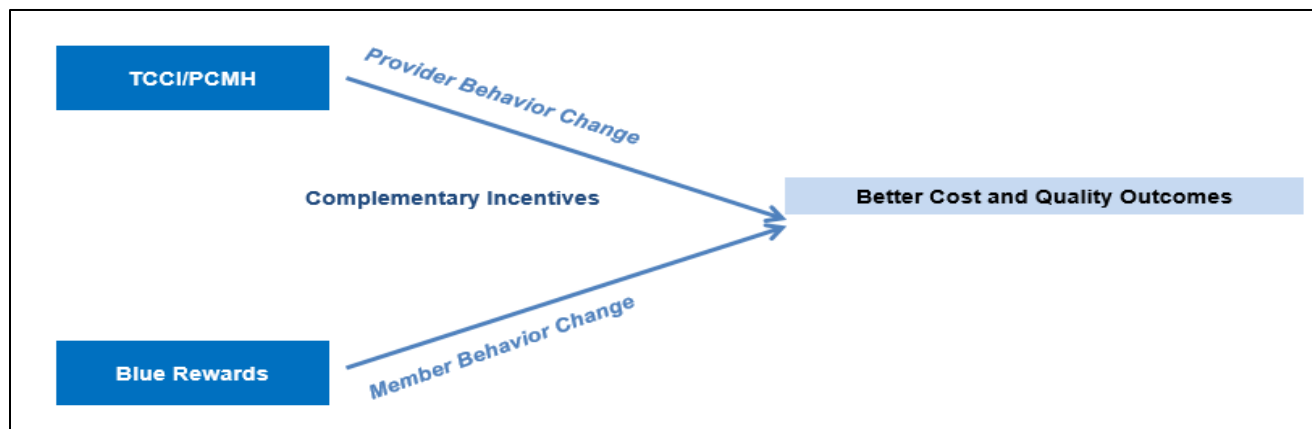 TCCI/PCMH
Provider Behavior Change
Complementary Incentives
Better Cost and Quality Outcomes
Member Behavior Change
Blue Rewards